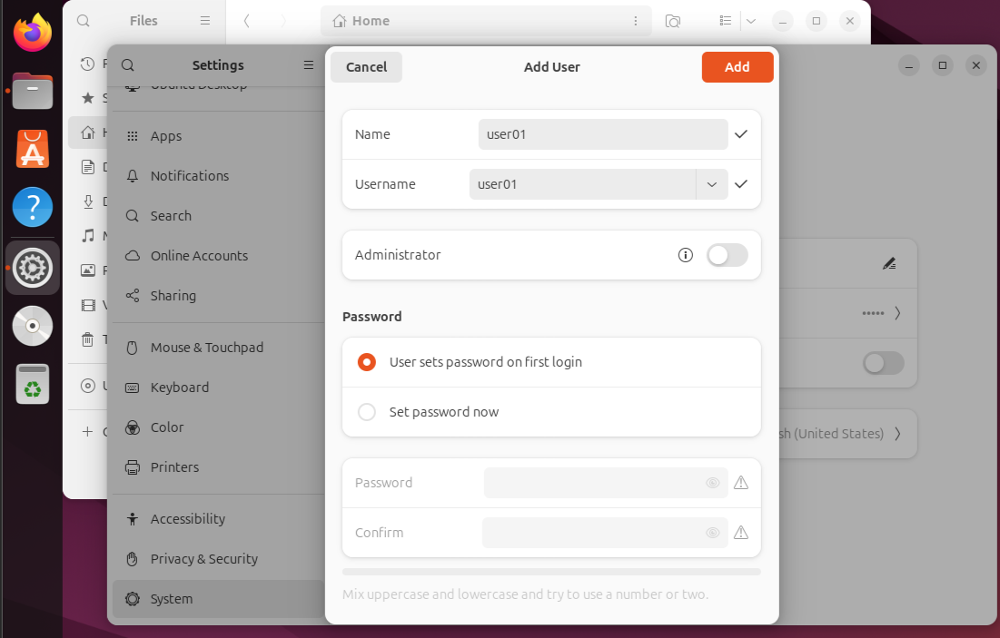 Files
Home
Settings
Cancel
Add User
Add
Ubuntu Desktop
Apps
Notifications
Search
Online Accounts
Sharing
Mouse & Touchpad
Keyboard
Color
Printers
Accessibility
Privacy & Security
System
Name
user01
Username
user01
Administrator
Password
User sets password on first login
Set password now
Password
Confirm
Mix uppercase and lowercase and try to use a number or two.
(United States)